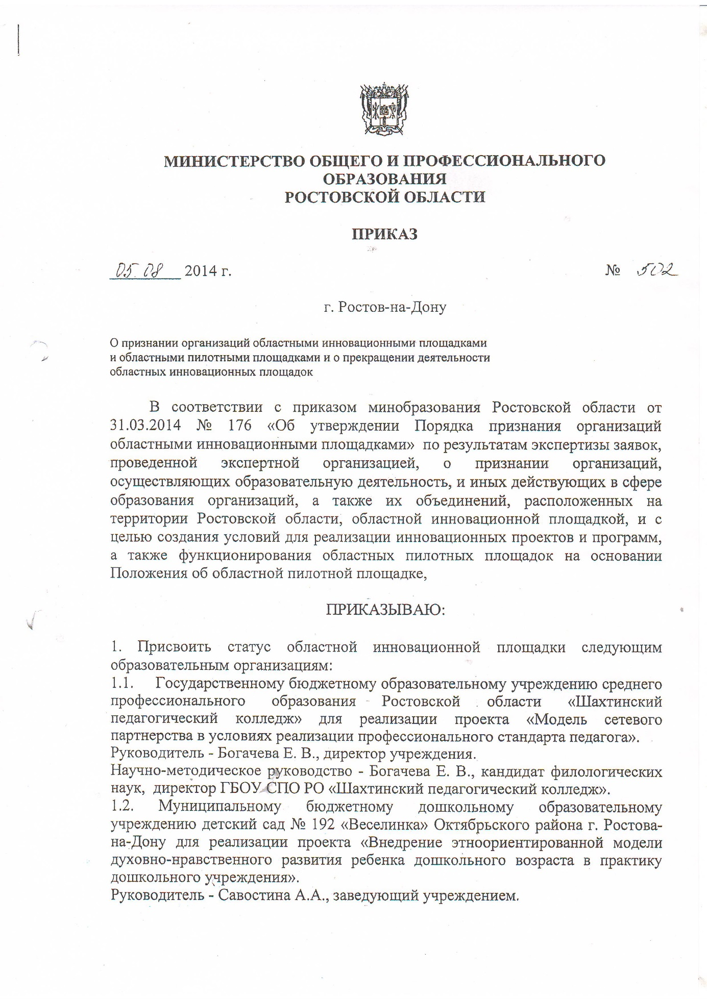 МИНИСТЕРСТВО ОБЩЕГО И ПРОФЕССИОНАЛЬНОГО
ОБРАЗОВАНИЯ
РОСТОВСКОЙ ОБЛАСТИ
ПРИКАЗ
05.08 2014 г. № 502
г. Ростов-на-Дону
О признании организаций областными инновационными площадками
и областными пилотными площадками и о прекращении деятельности
областных инновационных площадок
В соответствии с приказом минобразования Ростовской области от
31.03.2014 № 176 «Об утверждении Порядка признания организаций
областными инновационными площадками» по результатам экспертизы заявок,
проведенной экспертной организацией, о признании организаций,
осуществляющих образовательную деятельность, и иных действующих в сфере
образования организаций, а также их объединений, расположенных на
территории Ростовской области, областной инновационной площадкой, и с
целью создания условий для реализации инновационных проектов и программ,
а также функционирования областных пилотных площадок на основании
Положения об областной пилотной площадке,
ПРИКАЗЫВАЮ:
1. Присвоить статус областной инновационной площадки следующим
образовательным организациям:
1.1. Государственному бюджетному образовательному учреждению среднего
профессионального образования Ростовской области «Шахтинский
педагогический колледж» для реализации проекта «Модель сетевого
партнерства в условиях реализации профессионального стандарта педагога».
Руководитель - Богачева Е. В., директор учреждения.
Научно-методическое руководство - Богачева Е. В., кандидат филологических
наук, директор ГБОУ СПО РО «Шахтинский педагогический колледж».
1.2. Муниципальному бюджетному дошкольному образовательному
учреждению детский сад № 192 «Веселинка» Октябрьского района г. Ростова-
на-Дону для реализации проекта «Внедрение этноориентированной модели
духовно-нравственного развития ребенка дошкольного возраста в практику
дошкольного учреждения».
Руководитель - Савостина А.А., заведующий учреждением.